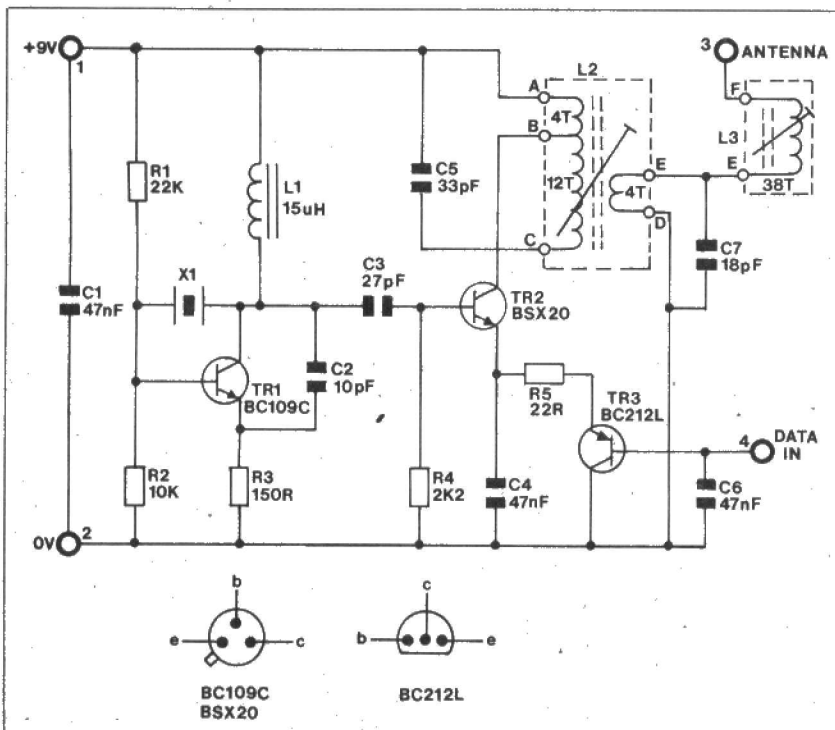 +9V
1
R1
22K
L1
15uH
C5
33pF
A
B
C
4T
12T
L2
4T
E
D
3
ANTENNA
F
L3
E
38T
C7
18pF
C1
47nF
X1
C3
27pF
TR2
BSX20
TR1
BC109C
C2
10pF
R5
22R
TR3
BC212L
4
DATA
IN
R2
10K
R3
150R
R4
2K2
C4
47nF
C6
47nF
0V
2
b
e
c
BC109C
BSX20
c
b
e
BC212L